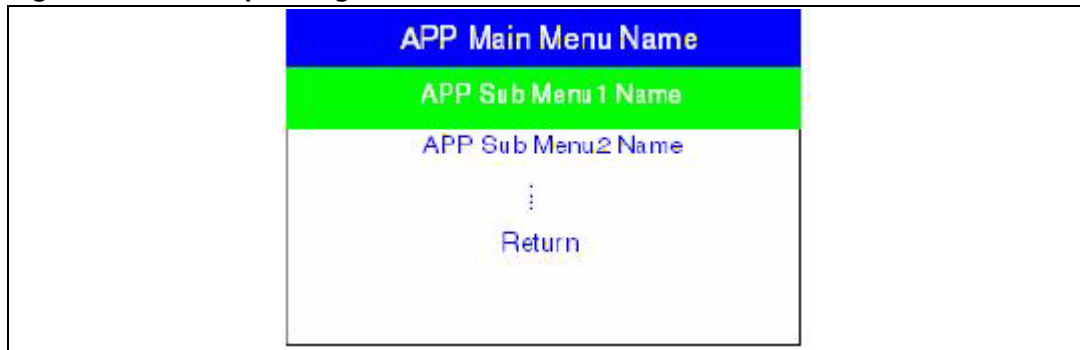 APP Main Menu Name
APP Sub Menu1 Name
APP Sub Menu2 Name
⋮
Return